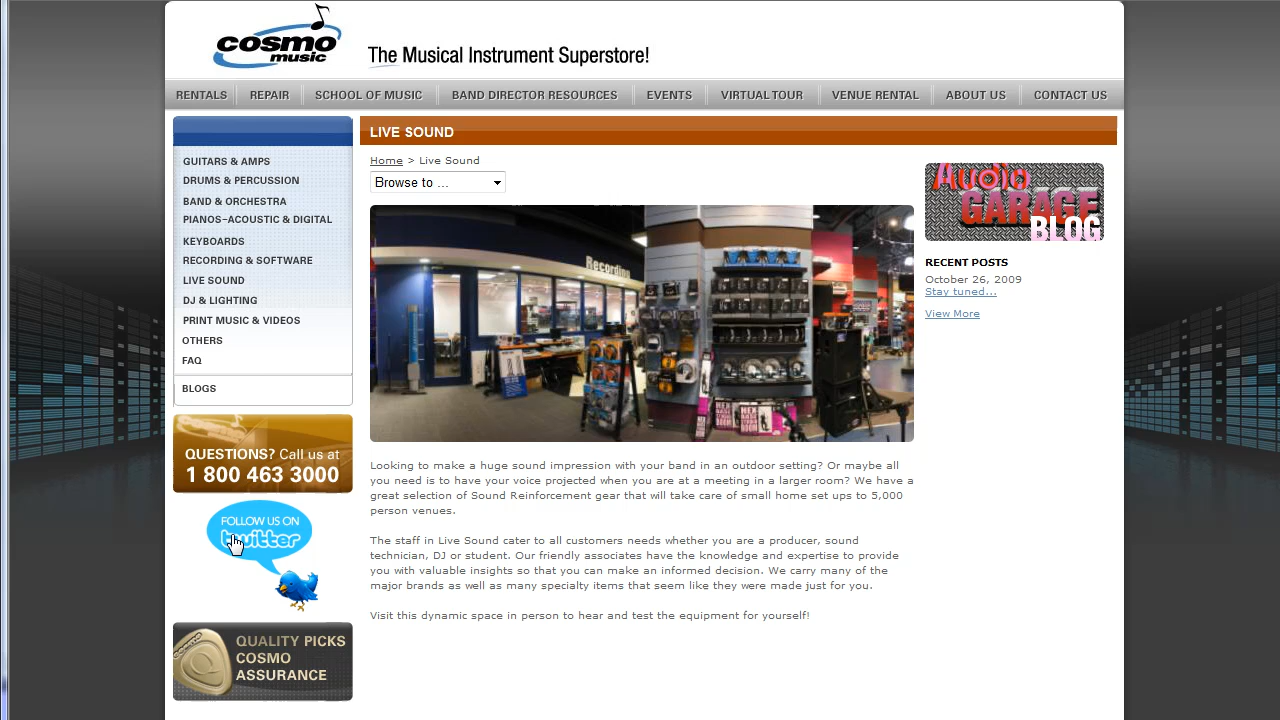 cosmo
music
The Musical Instrument Superstore!
RENTALS REPAIR SCHOOL OF MUSIC BAND DIRECTOR RESOURCES EVENTS VIRTUAL TOUR VENUE RENTAL ABOUT US CONTACT US
GUITARS & AMPS
DRUMS & PERCUSSION
BAND & ORCHESTRA
PIANOS-ACOUSTIC & DIGITAL
KEYBOARDS
RECORDING & SOFTWARE
LIVE SOUND
DJ & LIGHTING
PRINT MUSIC & VIDEOS
OTHERS
FAQ
BLOGS
QUESTIONS? Call us at
1 800 463 3000
FOLLOW US ON
twitter
QUALITY PICKS
COSMO
ASSURANCE
LIVE SOUND
Home > Live Sound
Browse to ...
Recording
Looking to make a huge sound impression with your band in an outdoor setting? Or maybe all
you need is to have your voice projected when you are at a meeting in a larger room? We have a
great selection of Sound Reinforcement gear that will take care of small home set ups to 5,000
person venues.
The staff in Live Sound cater to all customers needs whether you are a producer, sound
technician, DJ or student. Our friendly associates have the knowledge and expertise to provide
you with valuable insights so that you can make an informed decision. We carry many of the
major brands as well as many specialty items that seem like they were made just for you.
Visit this dynamic space in person to hear and test the equipment for yourself!
Audio
GARAGE
BLOG
RECENT POSTS
October 26, 2009
Stay tuned...
View More